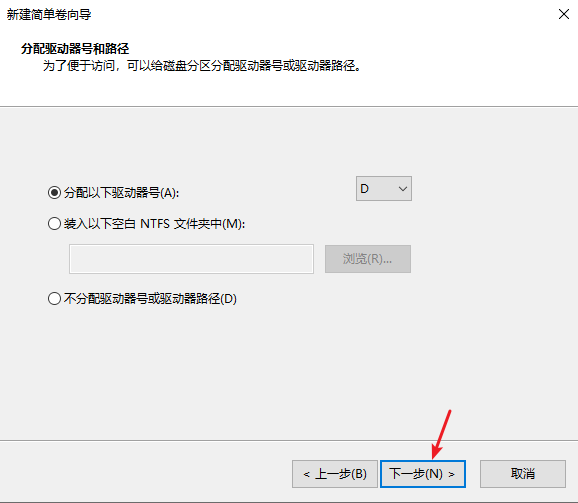 新建简单卷向导
分配驱动器号和路径
为了便于访问，可以给磁盘分区分配驱动器号或驱动器路径。
分配以下驱动器号(A):
D
装入以下空白 NTFS 文件夹中(M):
浏览(R)...
不分配驱动器号或驱动器路径(D)
< 上一步(B)
下一步(N) >
取消